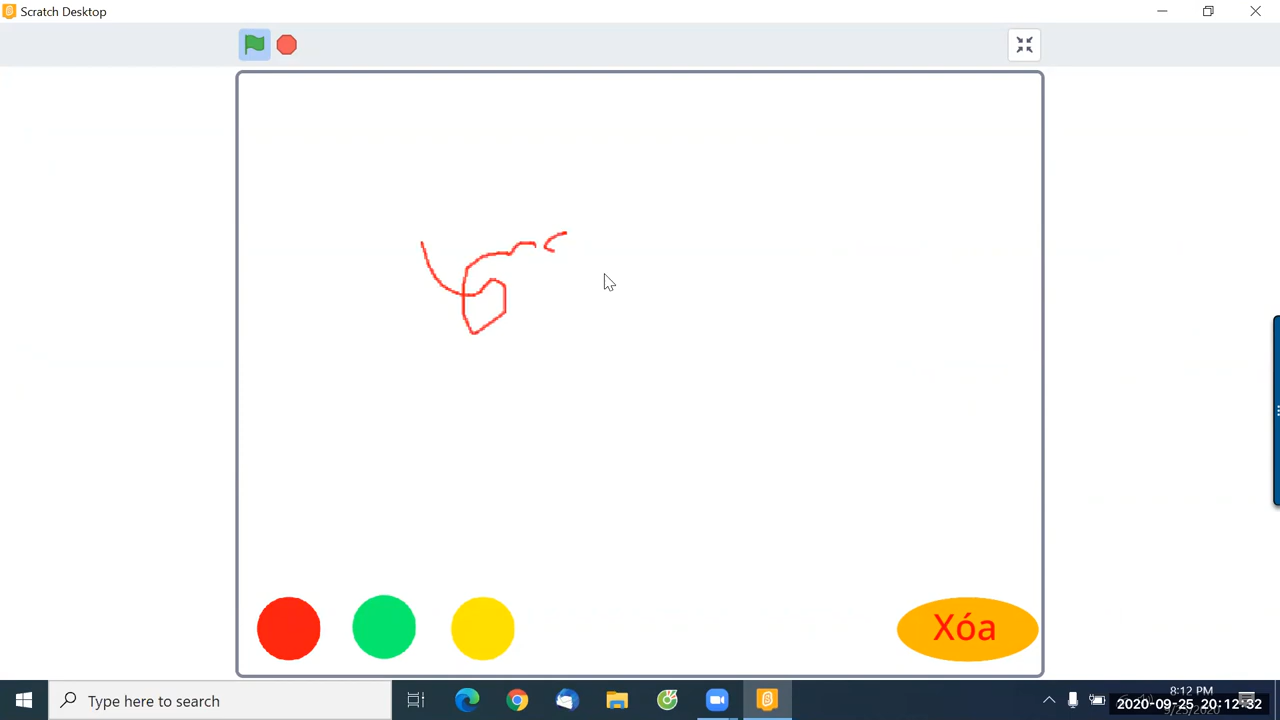 Scratch Desktop
Xóa
Type here to search
8:12 PM
2020-09-25 20:12:32